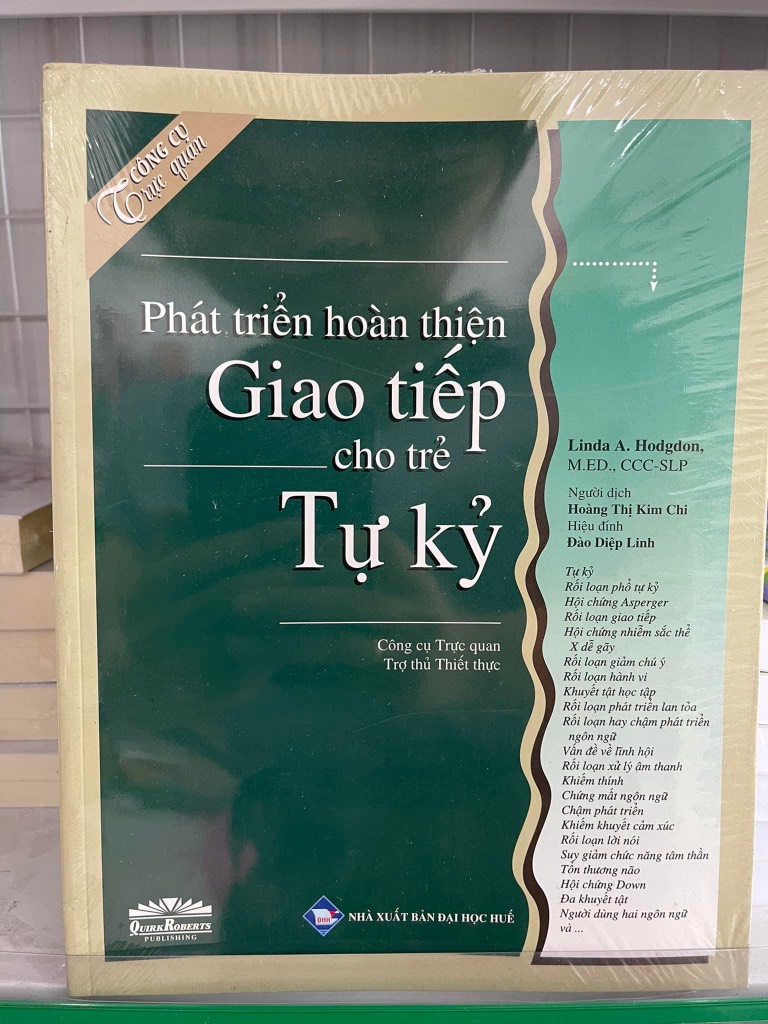 CÔNG CỤ
Trực quan
Phát triển hoàn thiện
Giao tiếp
cho trẻ
Tự kỷ
Công cụ Trực quan
Trợ thủ Thiết thực
QUIRKROBERTS
PUBLISHING
ĐHH
NHÀ XUẤT BẢN ĐẠI HỌC HUẾ
Linda A. Hodgdon,
M.ED., CCC-SLP
Người dịch
Hoàng Thị Kim Chi
Hiệu đính
Đào Diệp Linh
Tự kỷ
Rối loạn phổ tự kỷ
Hội chứng Asperger
Rối loạn giao tiếp
Hội chứng nhiễm sắc thể
X dễ gãy
Rối loạn giảm chú ý
Rối loạn hành vi
Khuyết tật học tập
Rối loạn phát triển lan tỏa
Rối loạn hay chậm phát triển
ngôn ngữ
Vấn đề về lĩnh hội
Rối loạn xử lý âm thanh
Khiếm thính
Chứng mất ngôn ngữ
Chậm phát triển
Khiếm khuyết cảm xúc
Rối loạn lời nói
Suy giảm chức năng tâm thần
Tổn thương não
Hội chứng Down
Đa khuyết tật
Người dùng hai ngôn ngữ
và ...